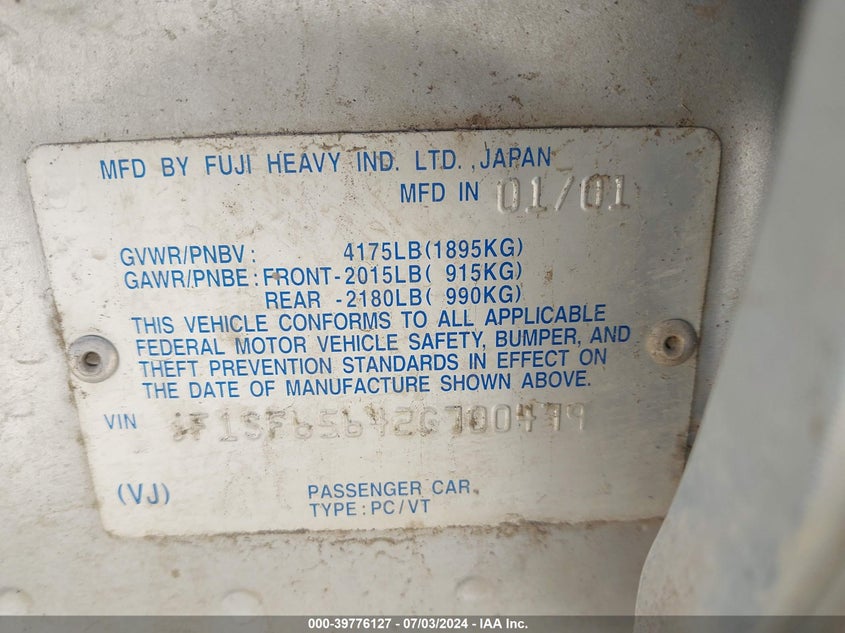 MFD BY FUJI HEAVY IND. LTD., JAPAN
MFD IN 01/01
GVWR/PNBV: 4175LB(1895KG)
GAWR/PNBE: FRONT-2015LB( 915KG)
REAR -2180LB( 990KG)
THIS VEHICLE CONFORMS TO ALL APPLICABLE
FEDERAL MOTOR VEHICLE SAFETY, BUMPER, AND
THEFT PREVENTION STANDARDS IN EFFECT ON
THE DATE OF MANUFACTURE SHOWN ABOVE.
VIN JF1SF65642G700479
(VJ) PASSENGER CAR.
TYPE: PC/VT
000-39776127 - 07/03/2024 - IAA Inc.